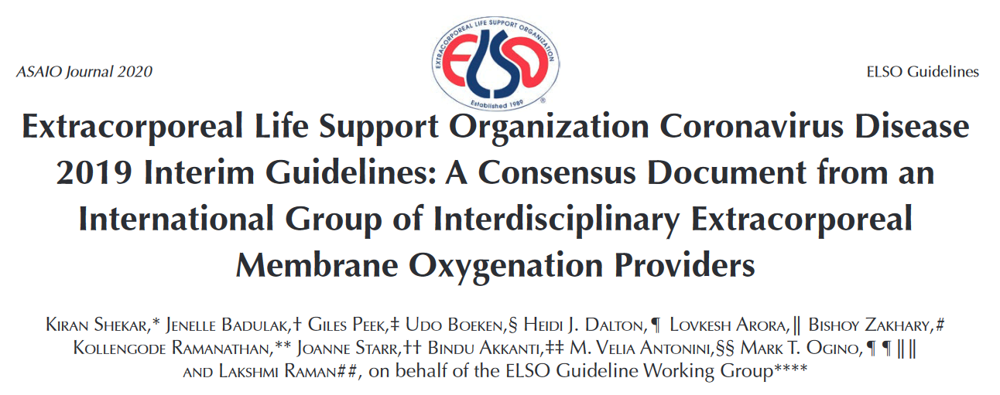 EXTRACORPOREAL LIFE SUPPORT ORGANIZATION
ELSO
Established 1989
®
ASAIO Journal 2020
ELSO Guidelines
Extracorporeal Life Support Organization Coronavirus Disease
2019 Interim Guidelines: A Consensus Document from an
International Group of Interdisciplinary Extracorporeal
Membrane Oxygenation Providers
Kiran Shekar,* Jenelle Badulak,† Giles Peek,‡ Udo Boeken,§ Heidi J. Dalton,¶ Lovkesh Arora,‖ Bishoy Zakhary,#
Kollengode Ramanathan,** Joanne Starr,†† Bindu Akkanti,‡‡ M. Velia Antonini,§§ Mark T. Ogino,¶ ¶ ‖‖
and Lakshmi Raman##, on behalf of the ELSO Guideline Working Group****